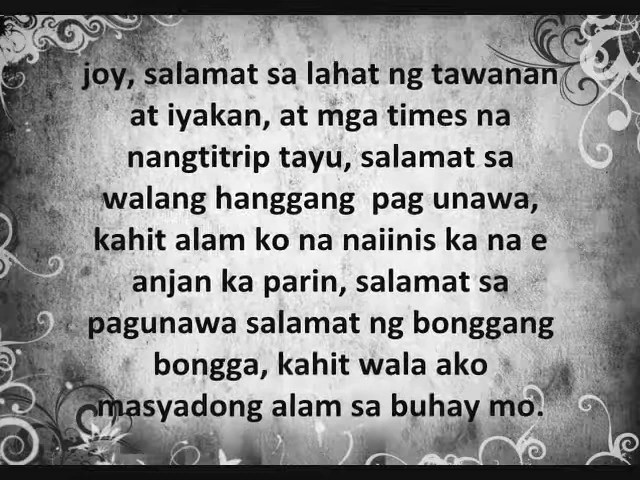 joy, salamat sa lahat ng tawanan
at iyakan, at mga times na
nangtitrip tayu, salamat sa
walang hanggang  pag unawa,
kahit alam ko na naiinis ka na e
anjan ka parin, salamat sa
pagunawa salamat ng bonggang
bongga, kahit wala ako
masyadong alam sa buhay mo.